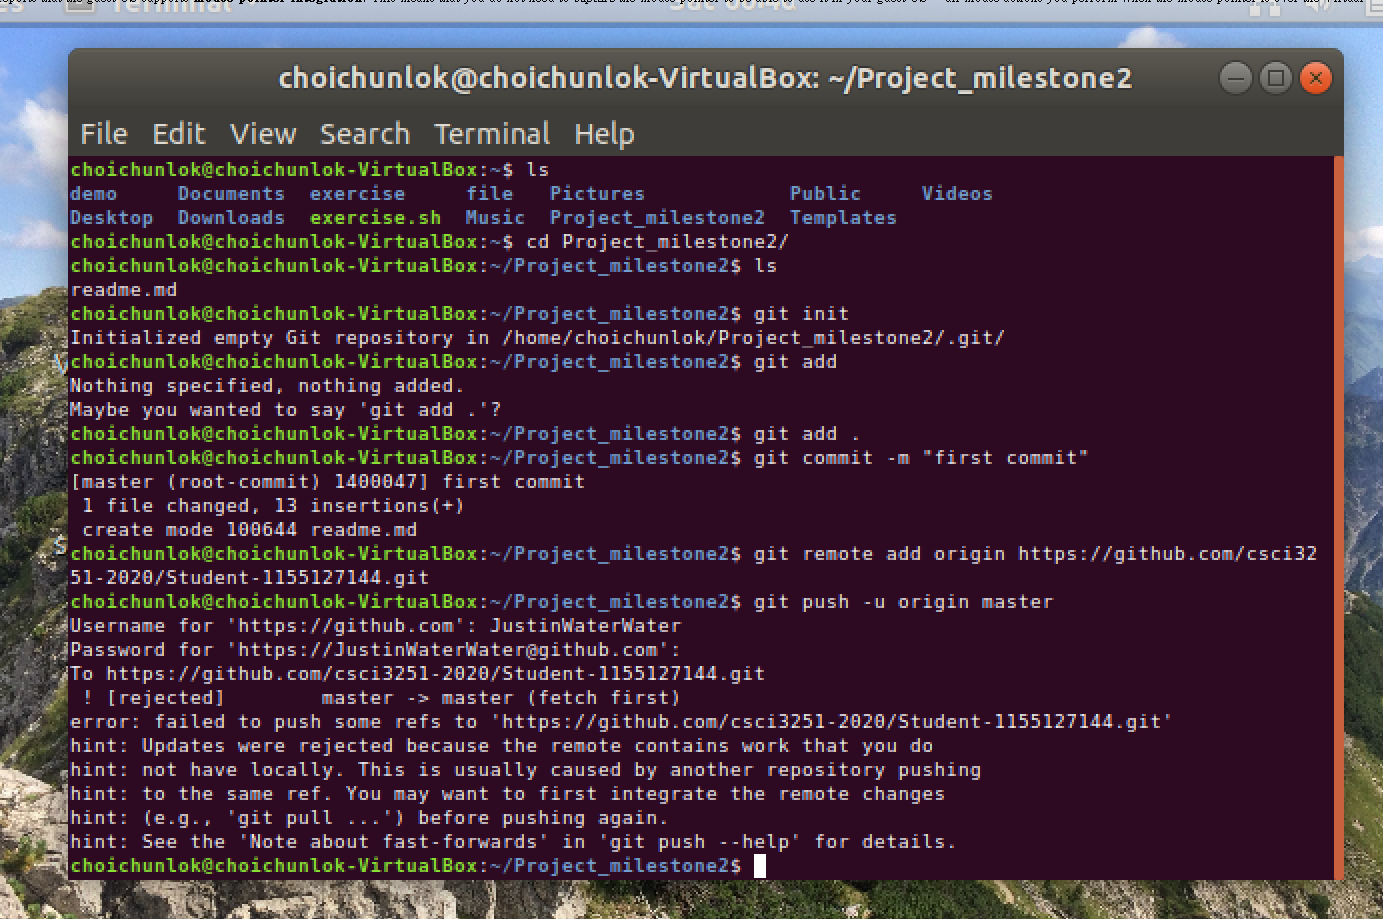 Terminal
choichunlok@choichunlok-VirtualBox: ~/Project_milestone2
File Edit View Search Terminal Help
choichunlok@choichunlok-VirtualBox:~$ ls
demo Documents exercise file Pictures Public Videos
Desktop Downloads exercise.sh Music Project_milestone2 Templates
choichunlok@choichunlok-VirtualBox:~$ cd Project_milestone2/
choichunlok@choichunlok-VirtualBox:~/Project_milestone2$ ls
readme.md
choichunlok@choichunlok-VirtualBox:~/Project_milestone2$ git init
Initialized empty Git repository in /home/choichunlok/Project_milestone2/.git/
choichunlok@choichunlok-VirtualBox:~/Project_milestone2$ git add
Nothing specified, nothing added.
Maybe you wanted to say 'git add .'?
choichunlok@choichunlok-VirtualBox:~/Project_milestone2$ git add .
choichunlok@choichunlok-VirtualBox:~/Project_milestone2$ git commit -m "first commit"
[master (root-commit) 1400047] first commit
1 file changed, 13 insertions(+)
create mode 100644 readme.md
choichunlok@choichunlok-VirtualBox:~/Project_milestone2$ git remote add origin https://github.com/csci32
51-2020/Student-1155127144.git
choichunlok@choichunlok-VirtualBox:~/Project_milestone2$ git push -u origin master
Username for 'https://github.com': JustinWaterWater
Password for 'https://JustinWaterWater@github.com':
To https://github.com/csci3251-2020/Student-1155127144.git
! [rejected] master -> master (fetch first)
error: failed to push some refs to 'https://github.com/csci3251-2020/Student-1155127144.git'
hint: Updates were rejected because the remote contains work that you do
hint: not have locally. This is usually caused by another repository pushing
hint: to the same ref. You may want to first integrate the remote changes
hint: (e.g., 'git pull ...') before pushing again.
hint: See the 'Note about fast-forwards' in 'git push --help' for details.
choichunlok@choichunlok-VirtualBox:~/Project_milestone2$